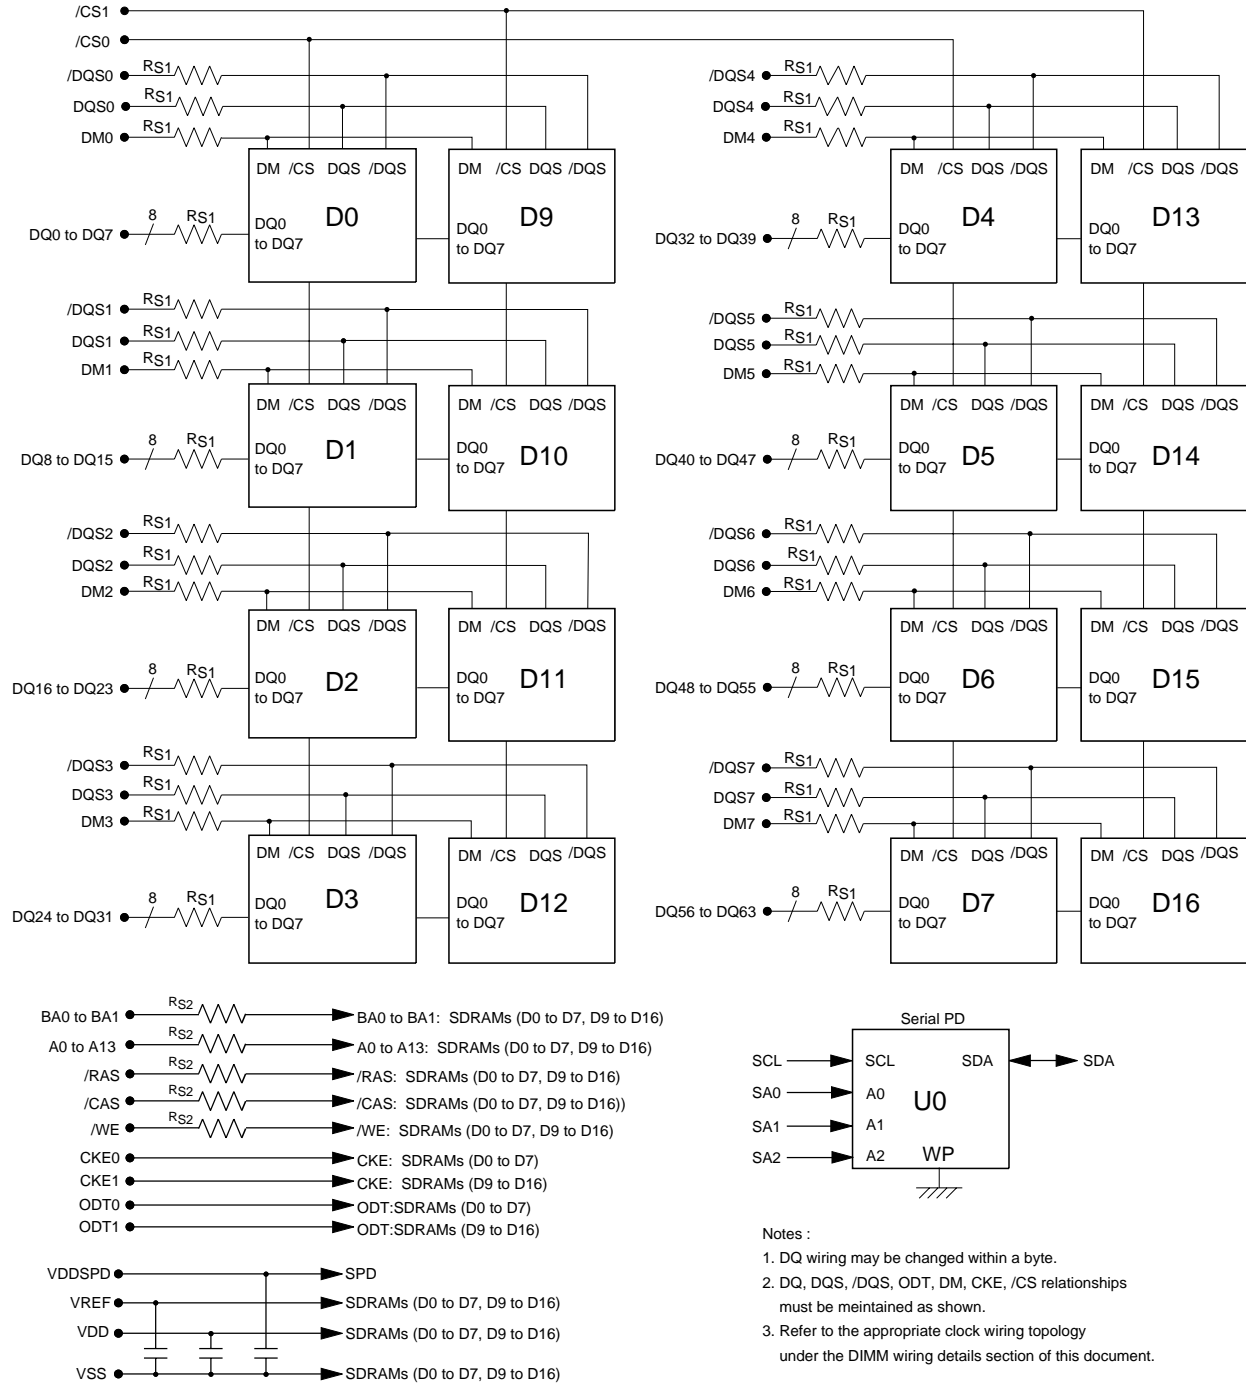 /CS1
/CS0
/DQS0 RS1
DQS0 RS1
DM0 RS1
/DQS4 RS1
DQS4 RS1
DM4 RS1
DM /CS DQS /DQS
DM /CS DQS /DQS
DM /CS DQS /DQS
DM /CS DQS /DQS
DQ0 to DQ7 8 RS1 DQ0 to DQ7 D0
DQ0 to DQ7 D9
DQ32 to DQ39 8 RS1 DQ0 to DQ7 D4
DQ0 to DQ7 D13
/DQS1 RS1
DQS1 RS1
DM1 RS1
/DQS5 RS1
DQS5 RS1
DM5 RS1
DM /CS DQS /DQS
DM /CS DQS /DQS
DM /CS DQS /DQS
DM /CS DQS /DQS
DQ8 to DQ15 8 RS1 DQ0 to DQ7 D1
DQ0 to DQ7 D10
DQ40 to DQ47 8 RS1 DQ0 to DQ7 D5
DQ0 to DQ7 D14
/DQS2 RS1
DQS2 RS1
DM2 RS1
/DQS6 RS1
DQS6 RS1
DM6 RS1
DM /CS DQS /DQS
DM /CS DQS /DQS
DM /CS DQS /DQS
DM /CS DQS /DQS
DQ16 to DQ23 8 RS1 DQ0 to DQ7 D2
DQ0 to DQ7 D11
DQ48 to DQ55 8 RS1 DQ0 to DQ7 D6
DQ0 to DQ7 D15
/DQS3 RS1
DQS3 RS1
DM3 RS1
/DQS7 RS1
DQS7 RS1
DM7 RS1
DM /CS DQS /DQS
DM /CS DQS /DQS
DM /CS DQS /DQS
DM /CS DQS /DQS
DQ24 to DQ31 8 RS1 DQ0 to DQ7 D3
DQ0 to DQ7 D12
DQ56 to DQ63 8 RS1 DQ0 to DQ7 D7
DQ0 to DQ7 D16
BA0 to BA1 RS2 BA0 to BA1: SDRAMs (D0 to D7, D9 to D16)
A0 to A13 RS2 A0 to A13: SDRAMs (D0 to D7, D9 to D16)
/RAS RS2 /RAS: SDRAMs (D0 to D7, D9 to D16)
/CAS RS2 /CAS: SDRAMs (D0 to D7, D9 to D16))
/WE RS2 /WE: SDRAMs (D0 to D7, D9 to D16)
CKE0 CKE: SDRAMs (D0 to D7)
CKE1 CKE: SDRAMs (D9 to D16)
ODT0 ODT:SDRAMs (D0 to D7)
ODT1 ODT:SDRAMs (D9 to D16)
VDDSPD SPD
VREF SDRAMs (D0 to D7, D9 to D16)
VDD SDRAMs (D0 to D7, D9 to D16)
VSS SDRAMs (D0 to D7, D9 to D16)
Serial PD
SCL SCL SDA SDA
SA0 A0 U0
SA1 A1
SA2 A2 WP
Notes :
1. DQ wiring may be changed within a byte.
2. DQ, DQS, /DQS, ODT, DM, CKE, /CS relationships
must be meintained as shown.
3. Refer to the appropriate clock wiring topology
under the DIMM wiring details section of this document.